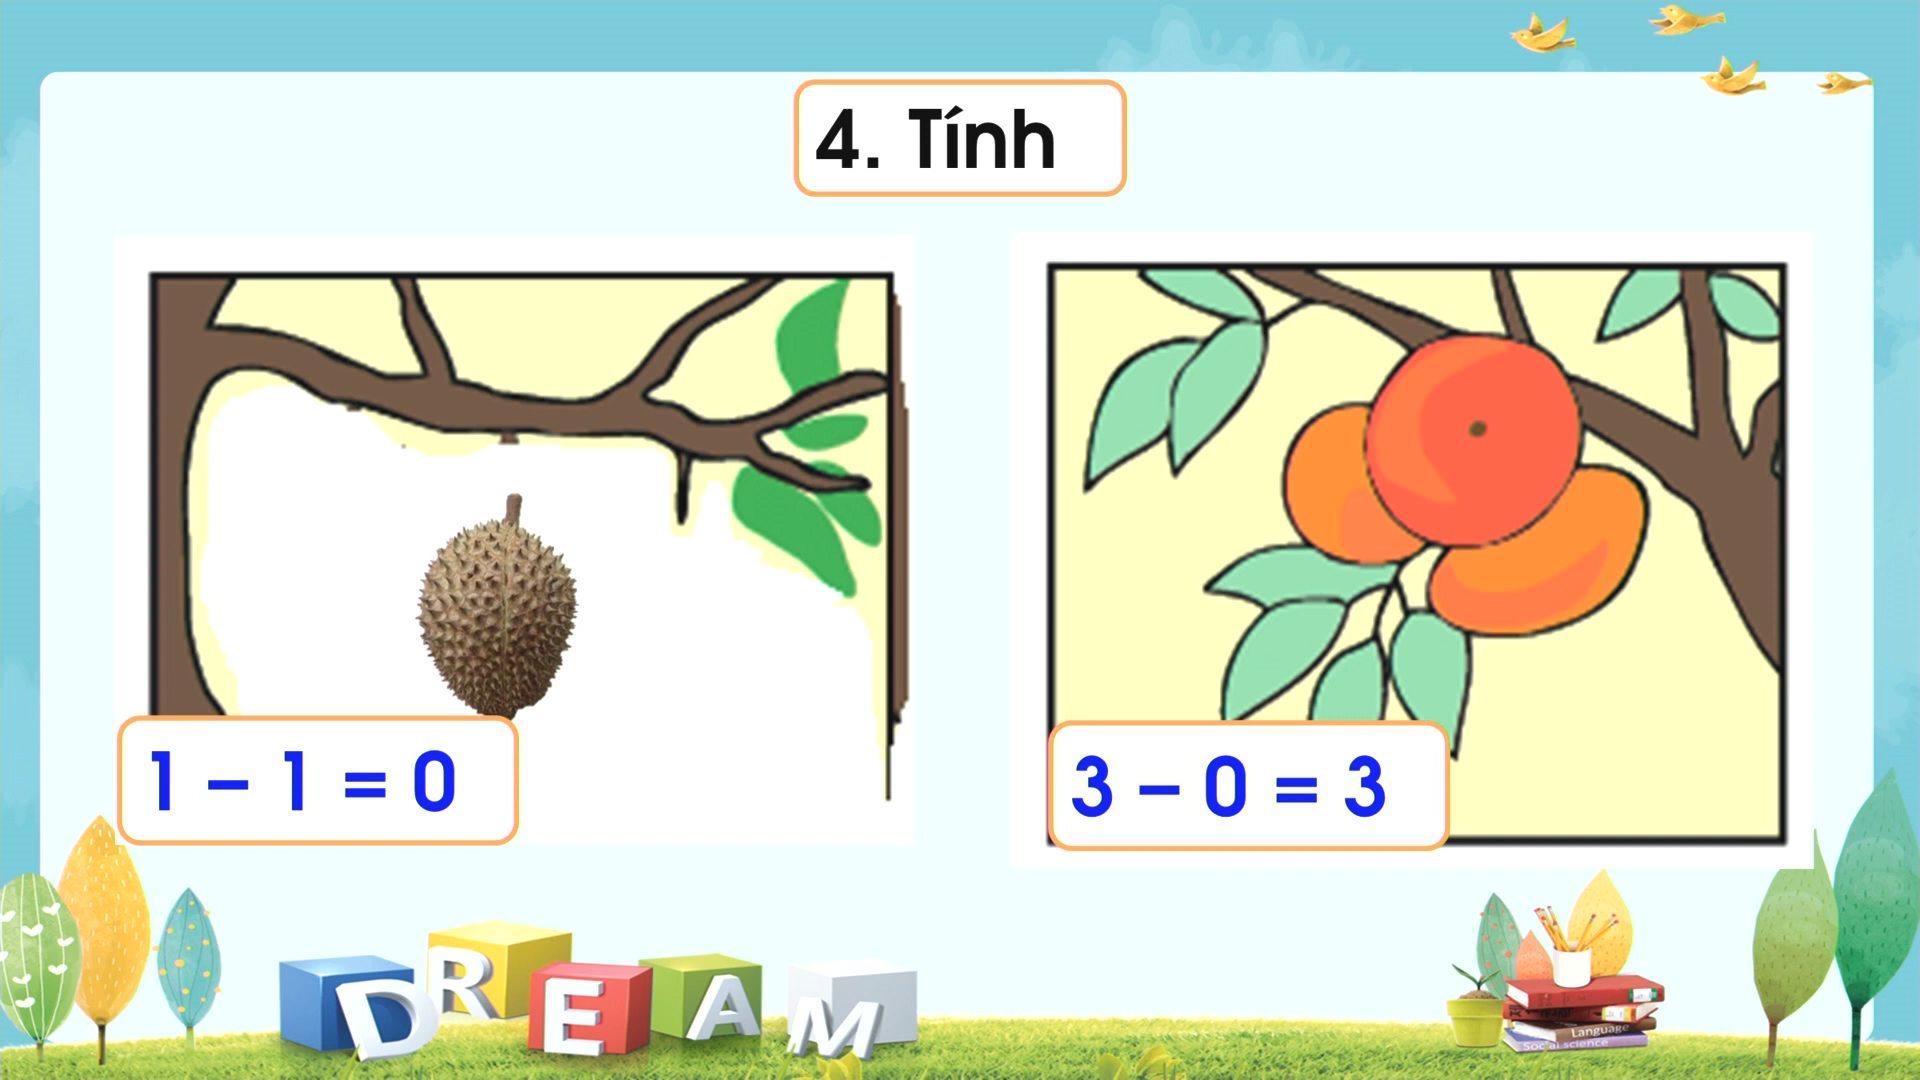 4. Tính
1 – 1 = 0
3 – 0 = 3
DREAM
Language
Social science